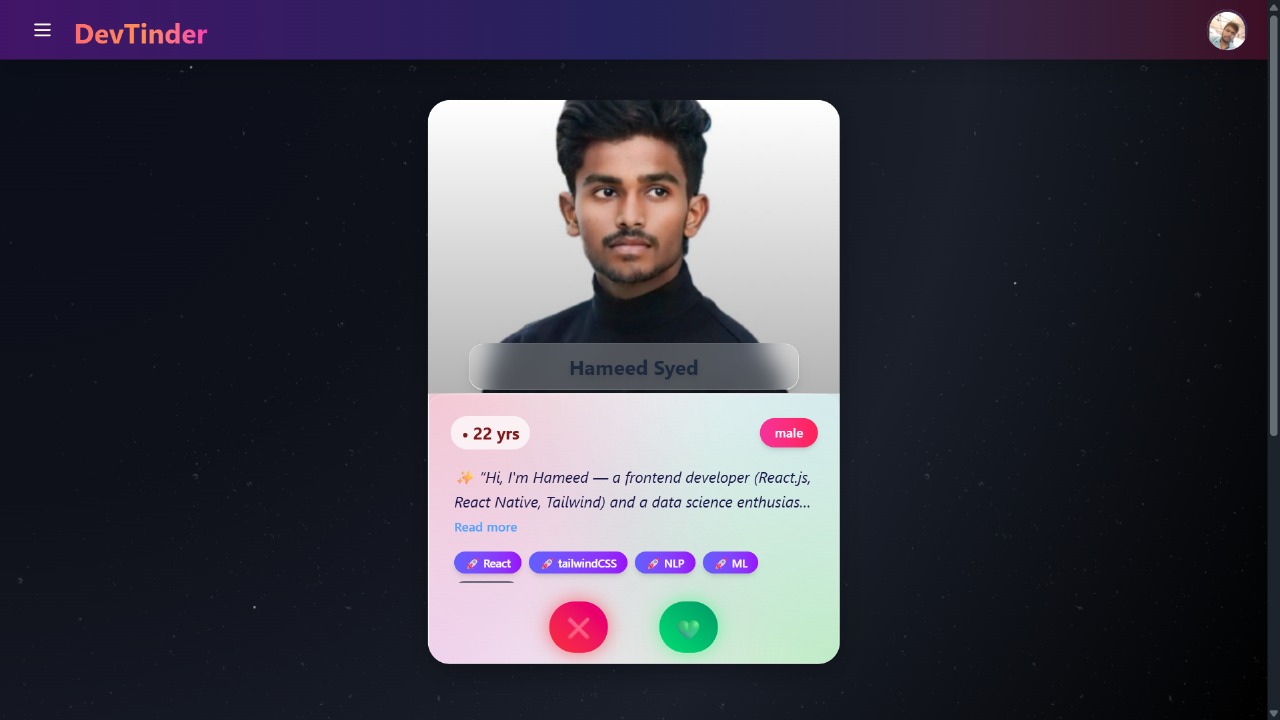 DevTinder
Hameed Syed
• 22 yrs
male
✨ "Hi, I'm Hameed — a frontend developer (React.js,
React Native, Tailwind) and a data science enthusias...
Read more
🚀 React 🚀 tailwindCSS 🚀 NLP 🚀 ML